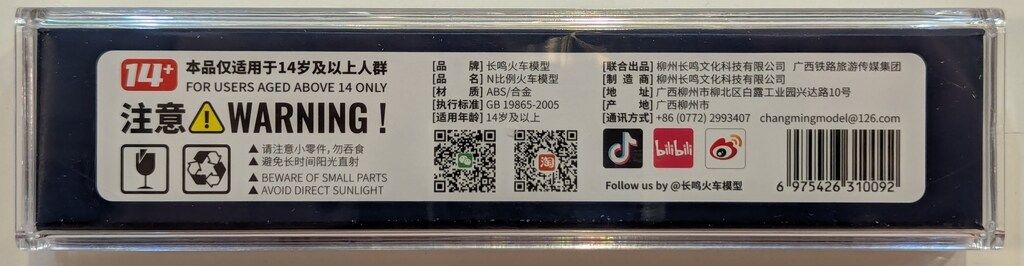 14+ 本品仅适用于14岁及以上人群
FOR USERS AGED ABOVE 14 ONLY
注意 WARNING !
▲请注意小零件,勿吞食
▲避免长时间阳光直射
▲BEWARE OF SMALL PARTS
▲AVOID DIRECT SUNLIGHT
[品 牌] 长鸣火车模型
[品 名] N比例火车模型
[材 质] ABS/合金
[执行标准] GB 19865-2005
[适用年龄] 14岁及以上
淘
[联合出品] 柳州长鸣文化科技有限公司 广西铁路旅游传媒集团
[制 造 商] 柳州长鸣文化科技有限公司
[地 址] 广西柳州市柳北区白露工业园兴达路10号
[产 地] 广西柳州市
[通讯方式] +86 (0772) 2993407 changmingmodel@126.com
bilibili
Follow us by @长鸣火车模型
6 975426 310092